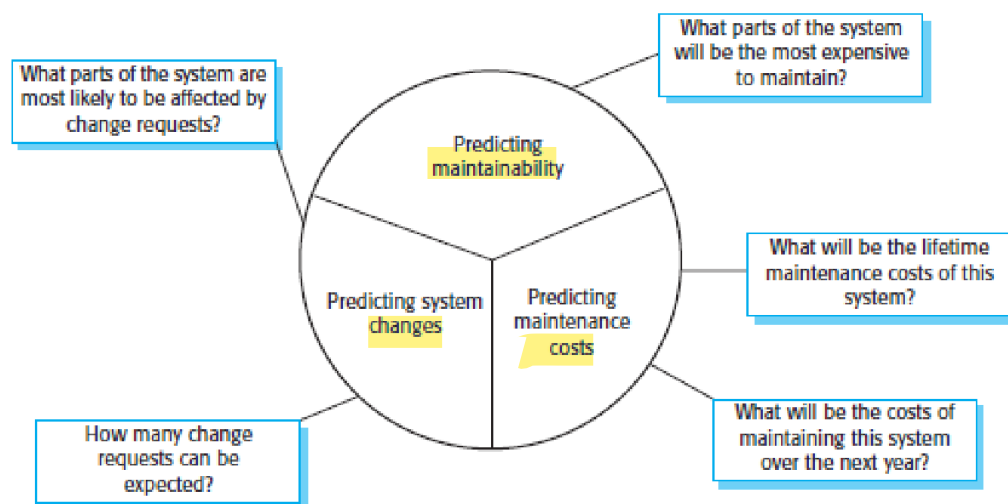 What parts of the system
will be the most expensive
to maintain?
What parts of the system are
most likely to be affected by
change requests?
Predicting
maintainability
What will be the lifetime
maintenance costs of this
system?
Predicting system
changes
Predicting
maintenance
costs
How many change
requests can be
expected?
What will be the costs of
maintaining this system
over the next year?